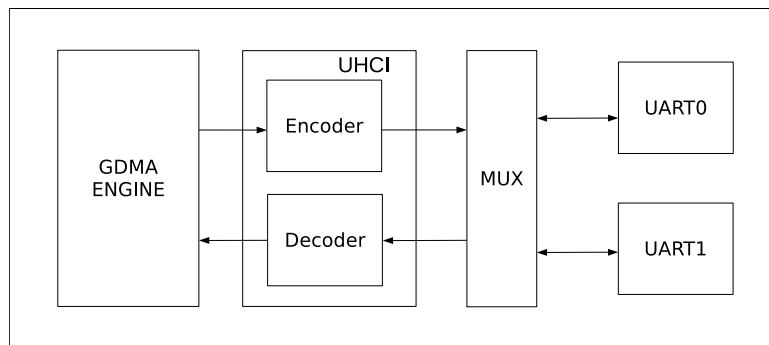 UHCI
Encoder
UART0
GDMA
ENGINE
MUX
Decoder
UART1